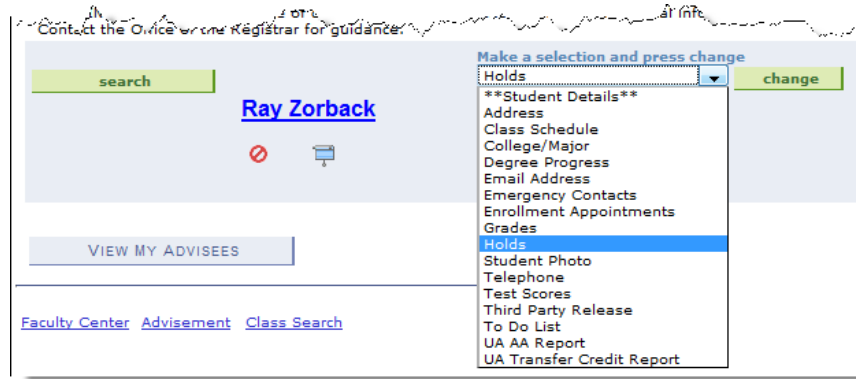 Contact the Office of the Registrar for guidance.
Make a selection and press change
search
Holds
change
Ray Zorback
**Student Details**
Address
Class Schedule
College/Major
Degree Progress
Email Address
Emergency Contacts
Enrollment Appointments
Grades
Holds
Student Photo
Telephone
Test Scores
Third Party Release
To Do List
UA AA Report
UA Transfer Credit Report
VIEW MY ADVISEES
Faculty Center Advisement Class Search